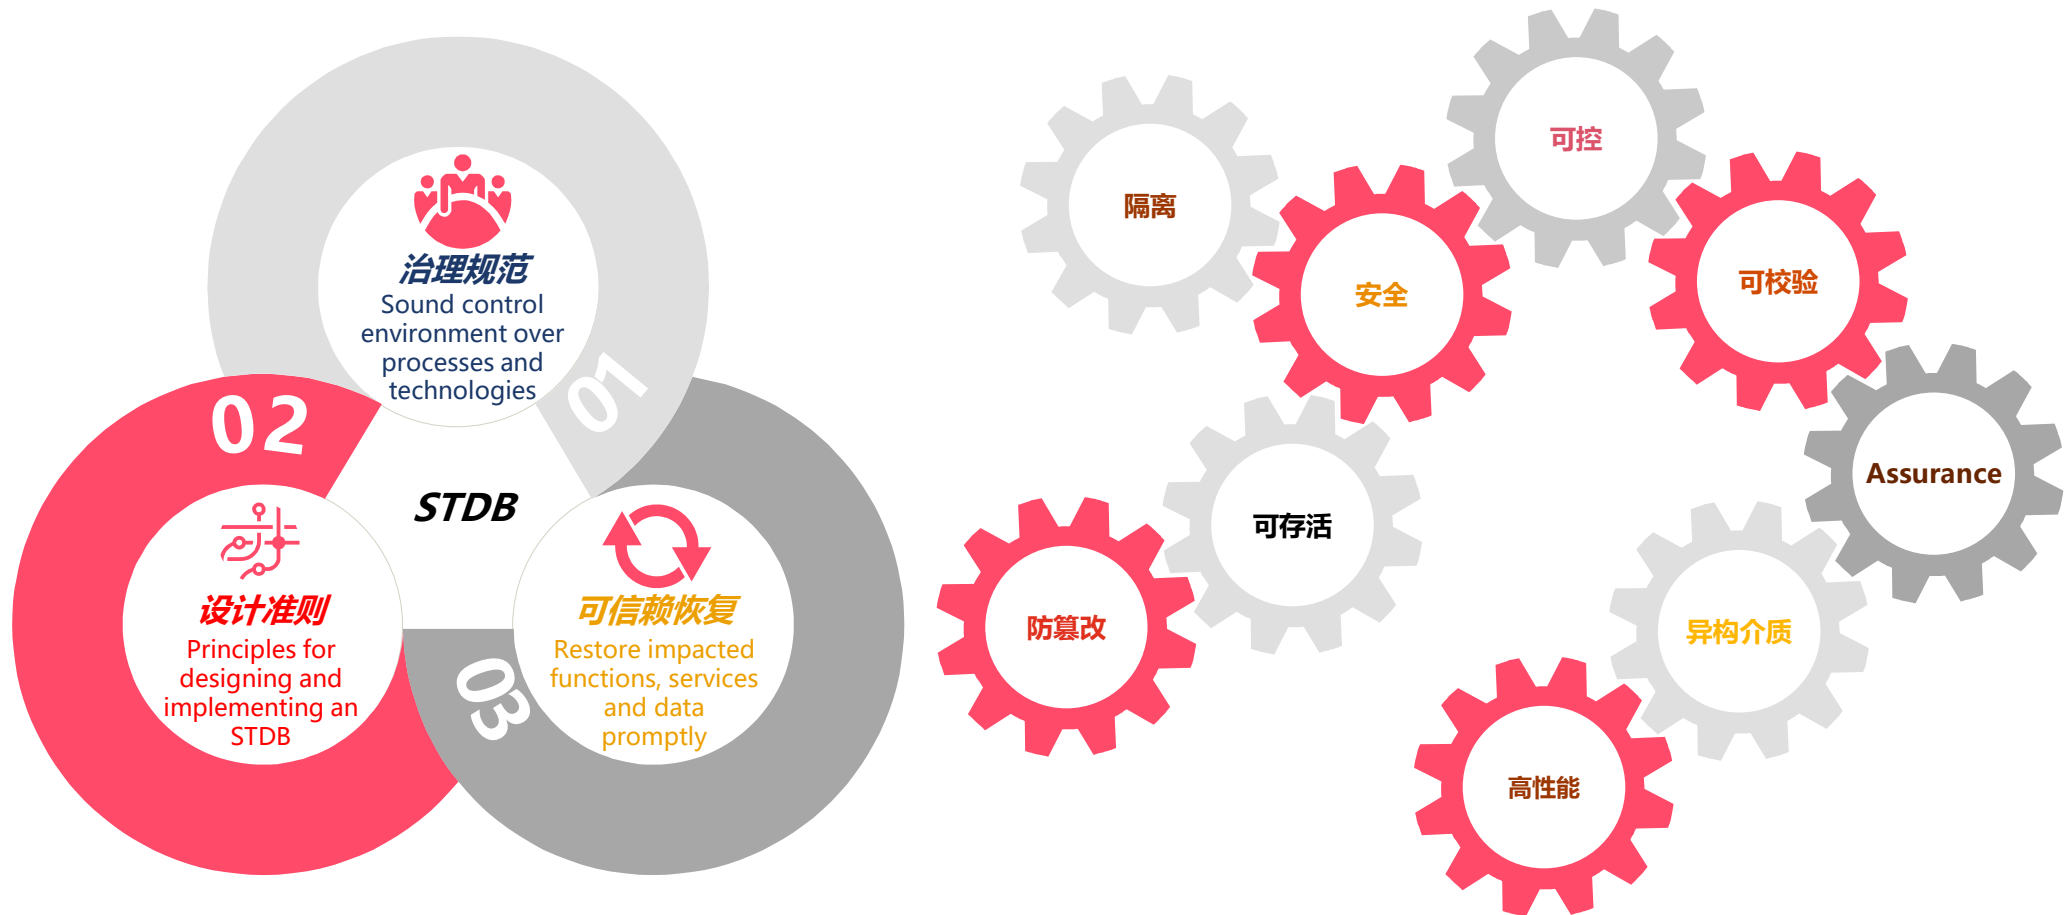 01
治理规范
Sound control
environment over
processes and
technologies
02
设计准则
Principles for
designing and
implementing an
STDB
STDB
03
可信赖恢复
Restore impacted
functions, services
and data
promptly
隔离
安全
可控
可校验
Assurance
可存活
防篡改
异构介质
高性能